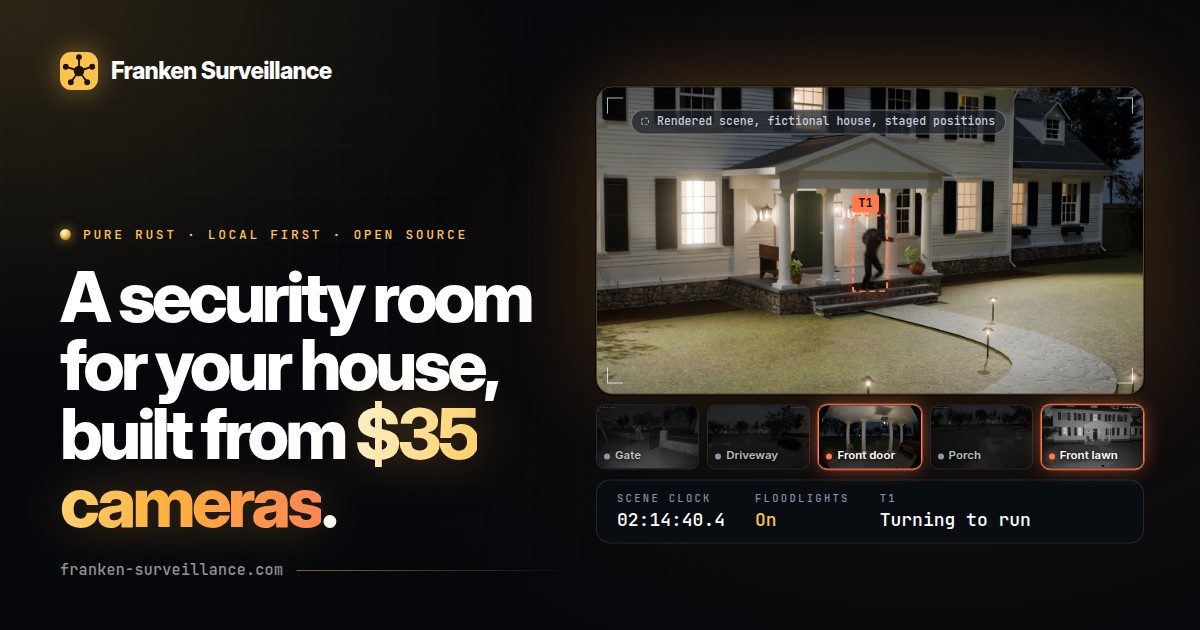 Franken Surveillance
PURE RUST · LOCAL FIRST · OPEN SOURCE
A security room
for your house,
built from $35
cameras.
franken-surveillance.com
Rendered scene, fictional house, staged positions
T1
Gate
Driveway
Front door
Porch
Front lawn
SCENE CLOCK
02:14:40.4
FLOODLIGHTS
On
T1
Turning to run